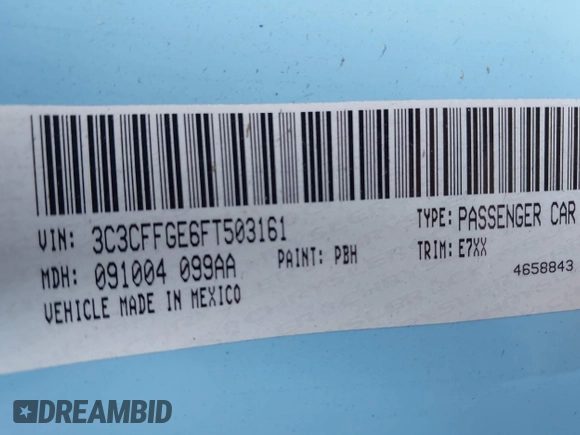 VIN: 3C3CFFGE6FT503161
TYPE: PASSENGER CAR
MDH: 091004 099AA
PAINT: PBH
TRIM: E7XX
VEHICLE MADE IN MEXICO
4658843
DREAMBID